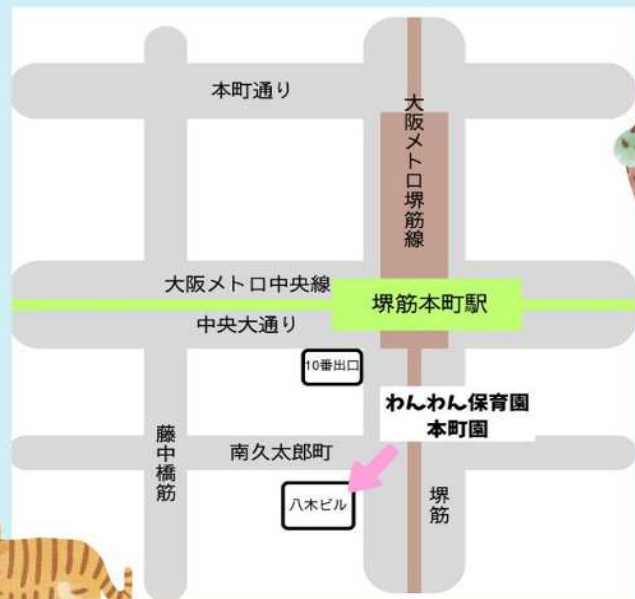 本町通り
大阪メトロ堺筋線
大阪メトロ中央線
堺筋本町駅
中央大通り
10番出口
わんわん保育園
本町園
藤中橋筋
南久太郎町
八木ビル
堺筋